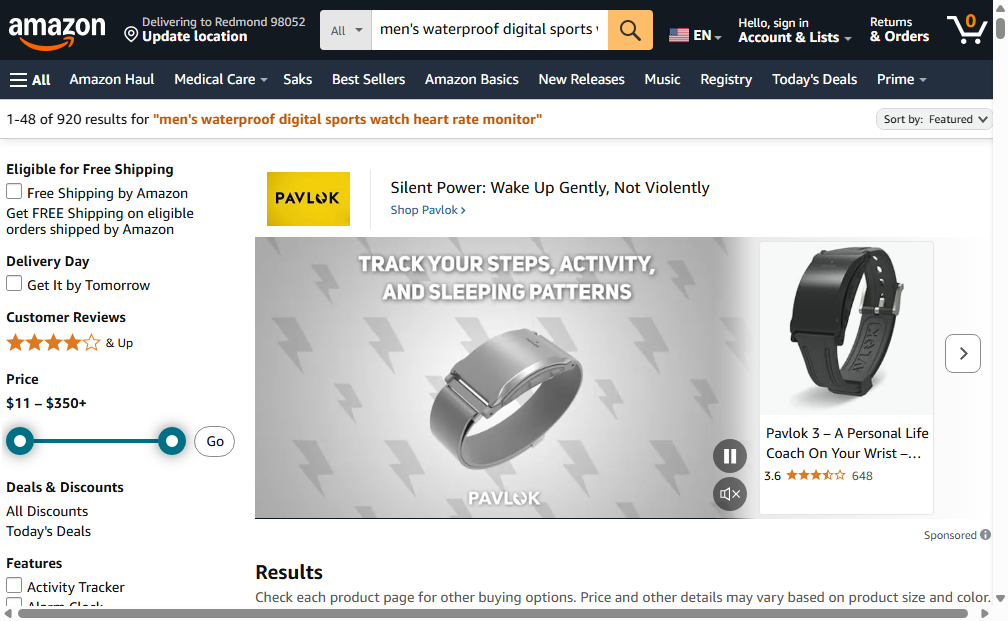 amazon
Delivering to Redmond 98052
Update location
All
men's waterproof digital sports
EN
Hello, sign in
Account & Lists
Returns
& Orders
0
All
Amazon Haul
Medical Care
Saks
Best Sellers
Amazon Basics
New Releases
Music
Registry
Today's Deals
Prime
1-48 of 920 results for "men's waterproof digital sports watch heart rate monitor"
Sort by: Featured
Eligible for Free Shipping
Free Shipping by Amazon
Get FREE Shipping on eligible
orders shipped by Amazon
Delivery Day
Get It by Tomorrow
Customer Reviews
& Up
Price
$11 – $350+
Go
Deals & Discounts
All Discounts
Today's Deals
Features
Activity Tracker
Alarm Clock
PAVLOK
Silent Power: Wake Up Gently, Not Violently
Shop Pavlok
TRACK YOUR STEPS, ACTIVITY,
AND SLEEPING PATTERNS
PAVLOK
PAVLOK
Pavlok 3 – A Personal Life
Coach On Your Wrist –…
3.6
648
Sponsored
Results
Check each product page for other buying options. Price and other details may vary based on product size and color.